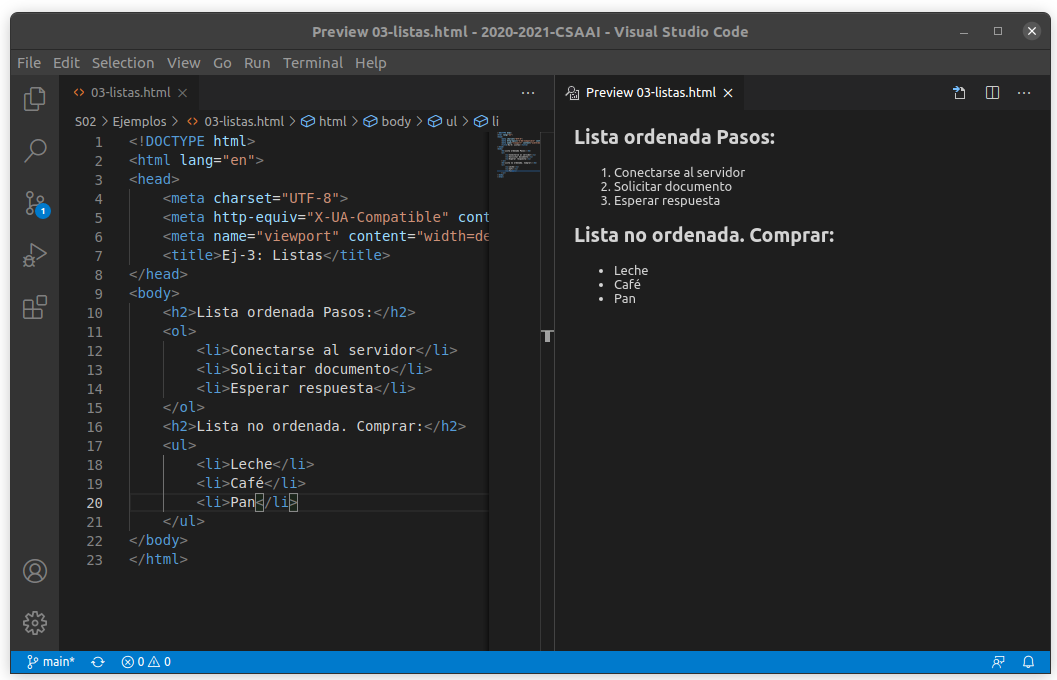 Preview 03-listas.html - 2020-2021-CSAAI - Visual Studio Code
File Edit Selection View Go Run Terminal Help
03-listas.html
Preview 03-listas.html
S02 > Ejemplos > 03-listas.html > html > body > ul > li
1 <!DOCTYPE html>
2 <html lang="en">
3 <head>
4 <meta charset="UTF-8">
5 <meta http-equiv="X-UA-Compatible" cont
6 <meta name="viewport" content="width=de
7 <title>Ej-3: Listas</title>
8 </head>
9 <body>
10 <h2>Lista ordenada Pasos:</h2>
11 <ol>
12 <li>Conectarse al servidor</li>
13 <li>Solicitar documento</li>
14 <li>Esperar respuesta</li>
15 </ol>
16 <h2>Lista no ordenada. Comprar:</h2>
17 <ul>
18 <li>Leche</li>
19 <li>Café</li>
20 <li>Pan</li>
21 </ul>
22 </body>
23 </html>
Lista ordenada Pasos:
1. Conectarse al servidor
2. Solicitar documento
3. Esperar respuesta
Lista no ordenada. Comprar:
• Leche
• Café
• Pan
1
main* 0 0